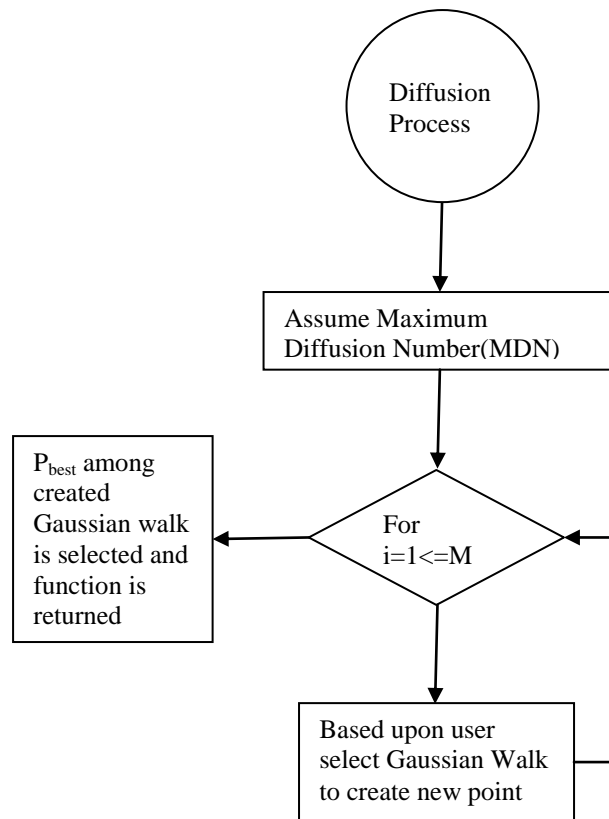 Diffusion
Process
Assume Maximum
Diffusion Number(MDN)
P_best among
created
Gaussian walk
is selected and
function is
returned
For
i=1<=M
Based upon user
select Gaussian Walk
to create new point